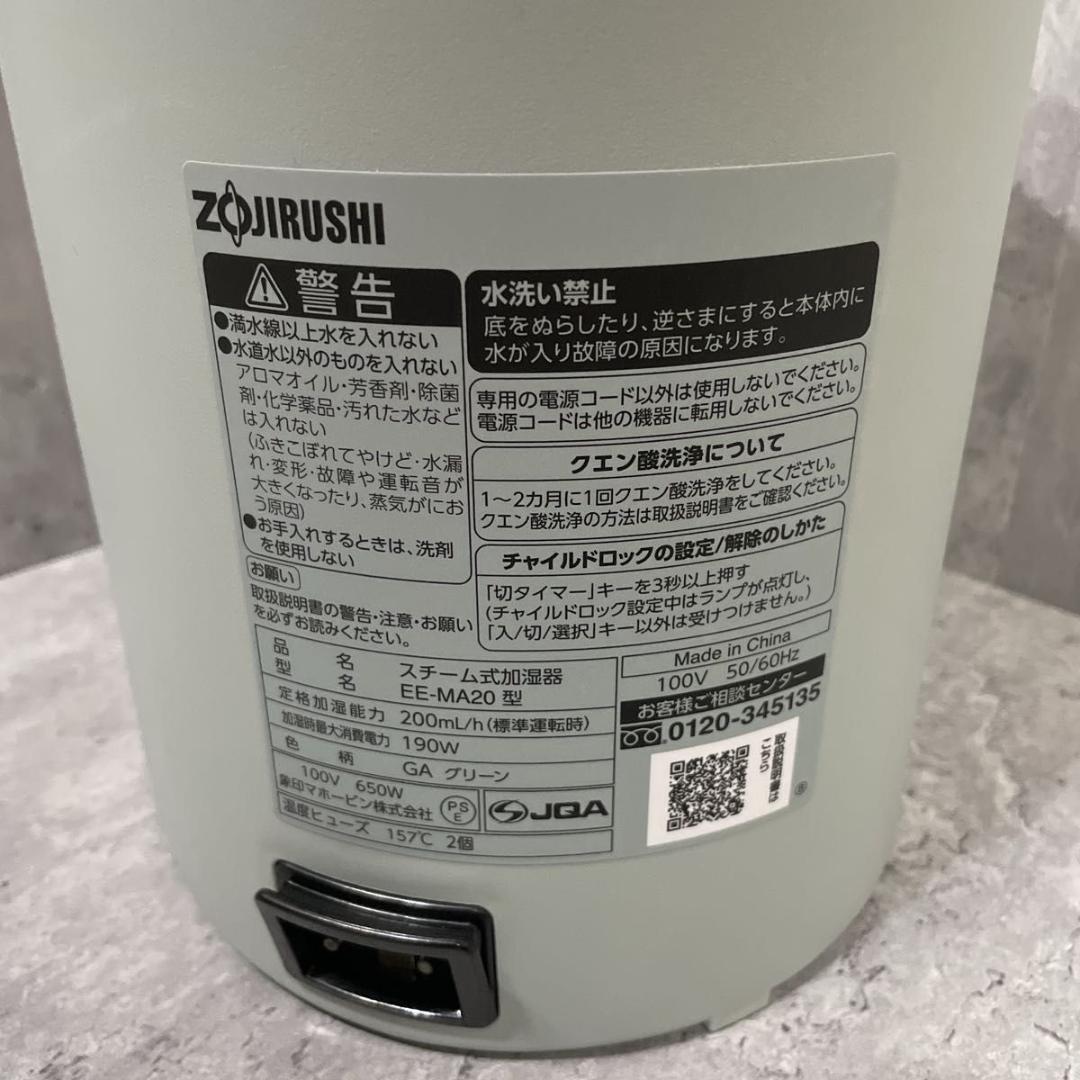 ZOJIRUSHI
警告
●満水線以上水を入れない
●水道水以外のものを入れない
アロマオイル・芳香剤・除菌
剤・化学薬品・汚れた水など
は入れない
(ふきこぼれてやけど・水漏
れ・変形・故障や運転音が
大きくなったり、蒸気がにお
う原因)
●お手入れするときは、洗剤
を使用しない
お願い
取扱説明書の警告・注意・お願い
を必ずお読みください。
水洗い禁止
底をぬらしたり、逆さまにすると本体内に
水が入り故障の原因になります。
専用の電源コード以外は使用しないでください。
電源コードは他の機器に転用しないでください。
クエン酸洗浄について
1～2カ月に1回クエン酸洗浄をしてください。
クエン酸洗浄の方法は取扱説明書をご確認ください。
チャイルドロックの設定/解除のしかた
「切タイマー」キーを3秒以上押す
(チャイルドロック設定中はランプが点灯し、
「入/切/選択」キー以外は受けつけません。)
品名 スチーム式加湿器
型名 EE-MA20 型
定格加湿能力 200mL/h(標準運転時)
加湿時最大消費電力 190W
色柄 GA グリーン
100V 650W
象印マホービン株式会社 PSE
JQA
温度ヒューズ 157℃ 2個
Made in China
100V 50/60Hz
お客様ご相談センター
0120-345135
取扱説明書は
こちら
Ⓑ